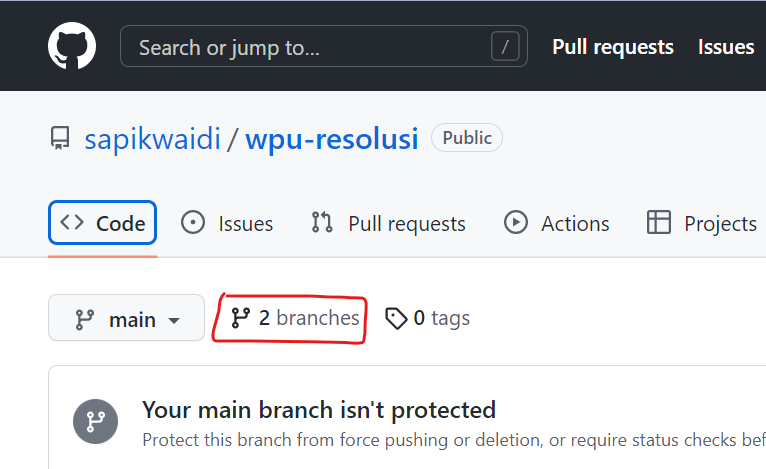 Search or jump to... / Pull requests Issues
sapikwaidi / wpu-resolusi Public
Code Issues Pull requests Actions Projects
main 2 branches 0 tags
Your main branch isn't protected
Protect this branch from force pushing or deletion, or require status checks bef